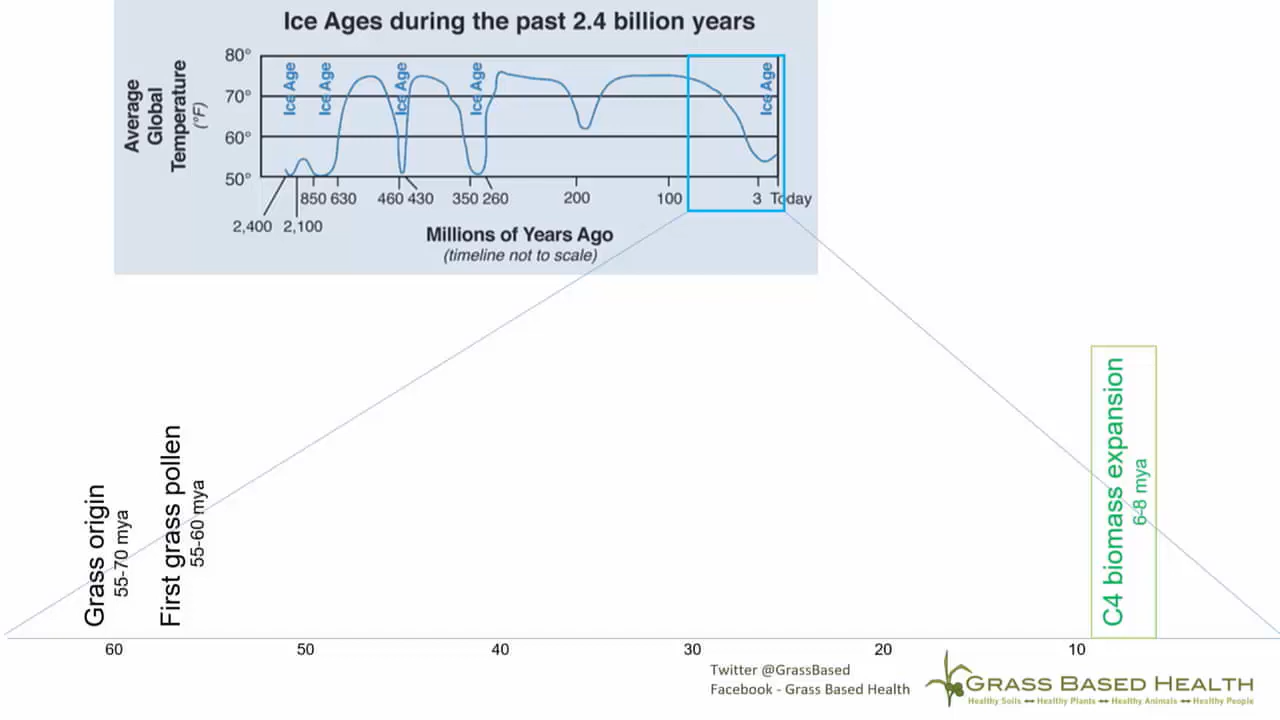 Ice Ages during the past 2.4 billion years
Average
Global
Temperature
(°F)
80°
70°
60°
50°
Ice Age
Ice Age
Ice Age
Ice Age
Ice Age
850 630 460 430 350 260 200 100 3 Today
2,400 2,100
Millions of Years Ago
(timeline not to scale)
Grass origin
55-70 mya
First grass pollen
55-60 mya
C4 biomass expansion
6-8 mya
60 50 40 30 20 10
Twitter @GrassBased
Facebook - Grass Based Health
GRASS BASED HEALTH
Healthy Soils ↔ Healthy Plants ↔ Healthy Animals ↔ Healthy People